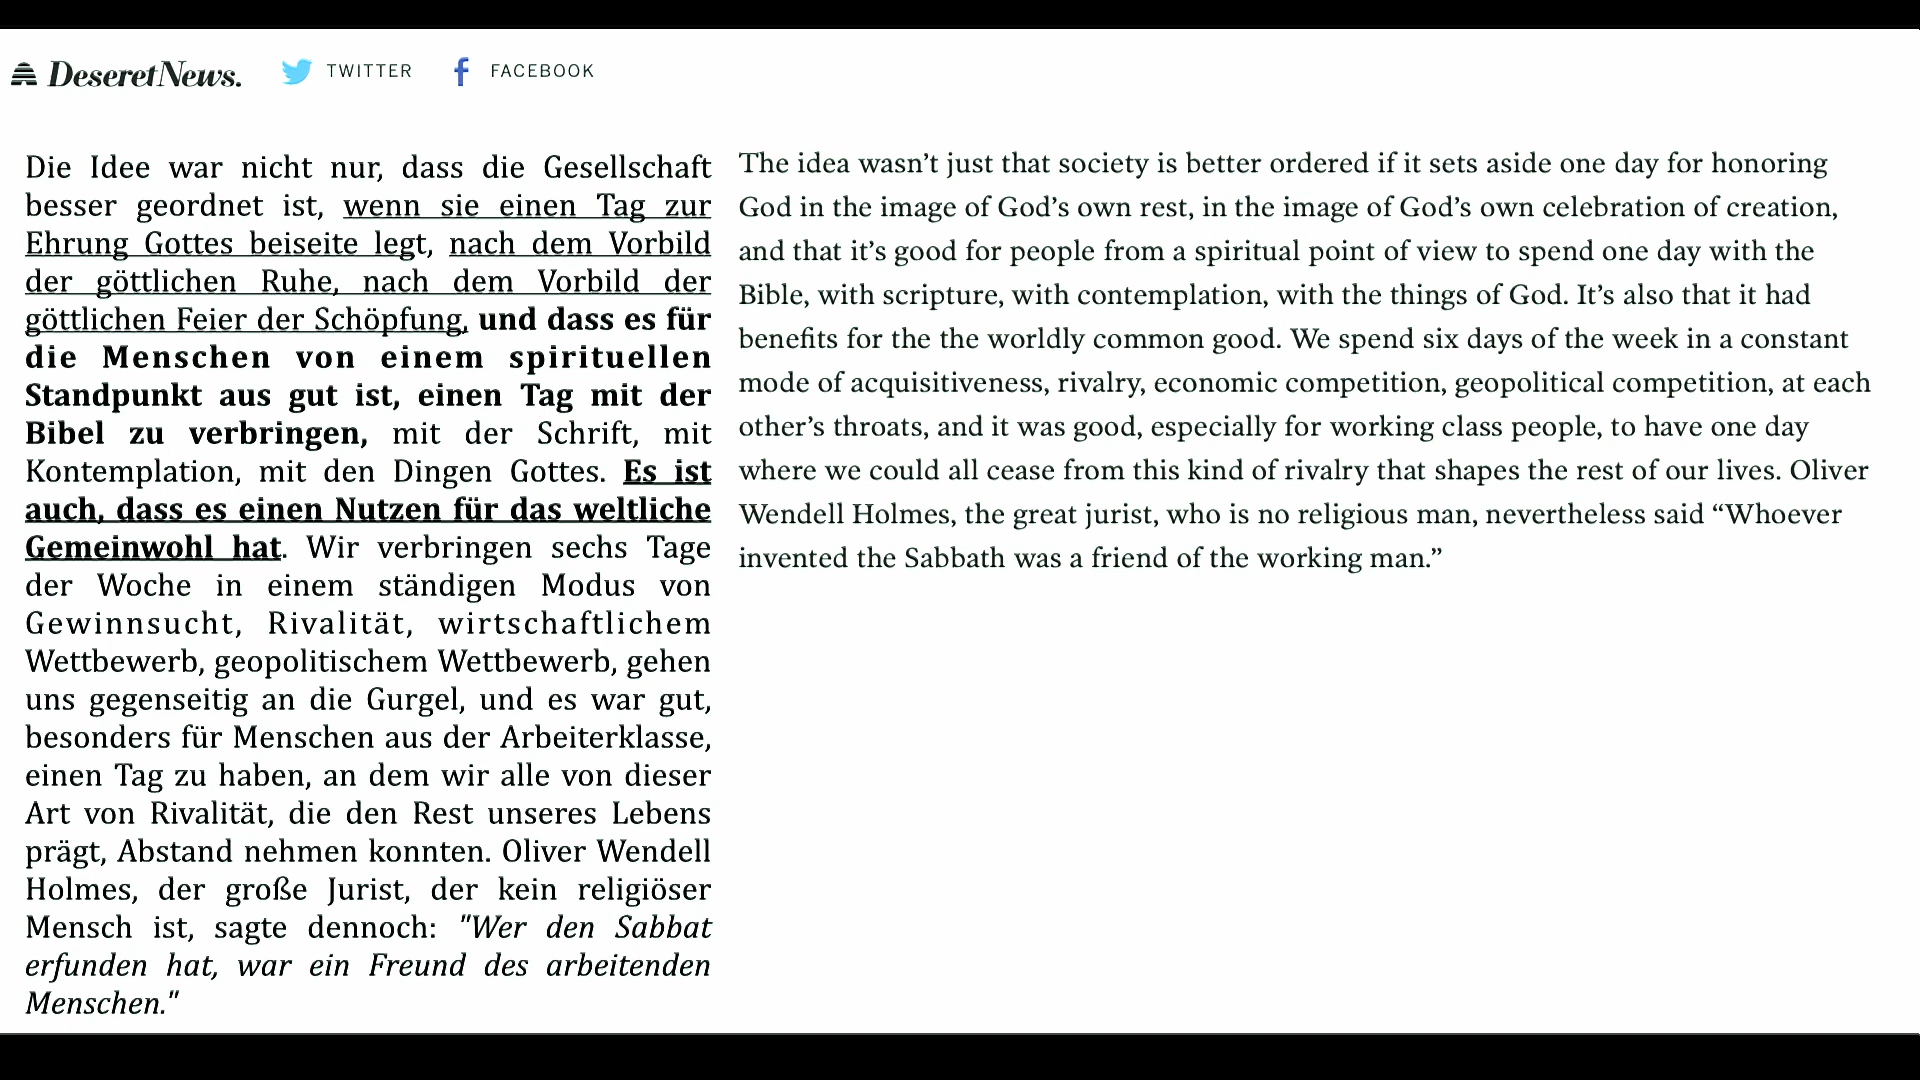 Deseret News. TWITTER FACEBOOK
Die Idee war nicht nur, dass die Gesellschaft
besser geordnet ist, wenn sie einen Tag zur
Ehrung Gottes beiseite legt, nach dem Vorbild
der göttlichen Ruhe, nach dem Vorbild der
göttlichen Feier der Schöpfung, und dass es für
die Menschen von einem spirituellen
Standpunkt aus gut ist, einen Tag mit der
Bibel zu verbringen, mit der Schrift, mit
Kontemplation, mit den Dingen Gottes. Es ist
auch, dass es einen Nutzen für das weltliche
Gemeinwohl hat. Wir verbringen sechs Tage
der Woche in einem ständigen Modus von
Gewinnsucht, Rivalität, wirtschaftlichem
Wettbewerb, geopolitischem Wettbewerb, gehen
uns gegenseitig an die Gurgel, und es war gut,
besonders für Menschen aus der Arbeiterklasse,
einen Tag zu haben, an dem wir alle von dieser
Art von Rivalität, die den Rest unseres Lebens
prägt, Abstand nehmen konnten. Oliver Wendell
Holmes, der große Jurist, der kein religiöser
Mensch ist, sagte dennoch: "Wer den Sabbat
erfunden hat, war ein Freund des arbeitenden
Menschen."
The idea wasn’t just that society is better ordered if it sets aside one day for honoring
God in the image of God’s own rest, in the image of God’s own celebration of creation,
and that it’s good for people from a spiritual point of view to spend one day with the
Bible, with scripture, with contemplation, with the things of God. It’s also that it had
benefits for the the worldly common good. We spend six days of the week in a constant
mode of acquisitiveness, rivalry, economic competition, geopolitical competition, at each
other’s throats, and it was good, especially for working class people, to have one day
where we could all cease from this kind of rivalry that shapes the rest of our lives. Oliver
Wendell Holmes, the great jurist, who is no religious man, nevertheless said “Whoever
invented the Sabbath was a friend of the working man.”